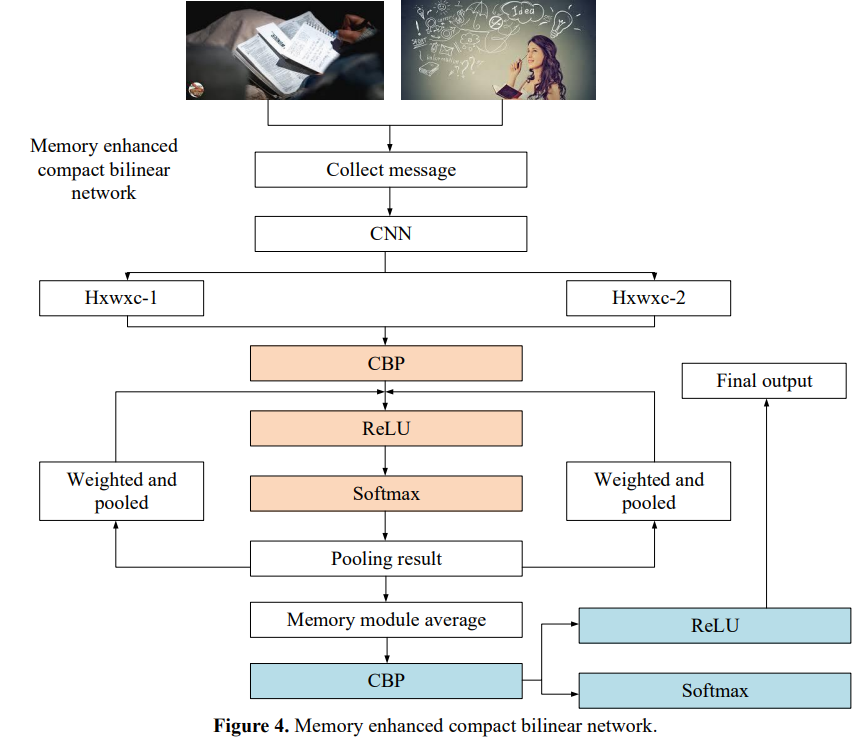 Idea
Memory enhanced
compact bilinear
network
Collect message
CNN
Hxwxc-1
Hxwxc-2
CBP
Final output
ReLU
Weighted and
pooled
Softmax
Weighted and
pooled
Pooling result
Memory module average
ReLU
CBP
Softmax
Figure 4. Memory enhanced compact bilinear network.